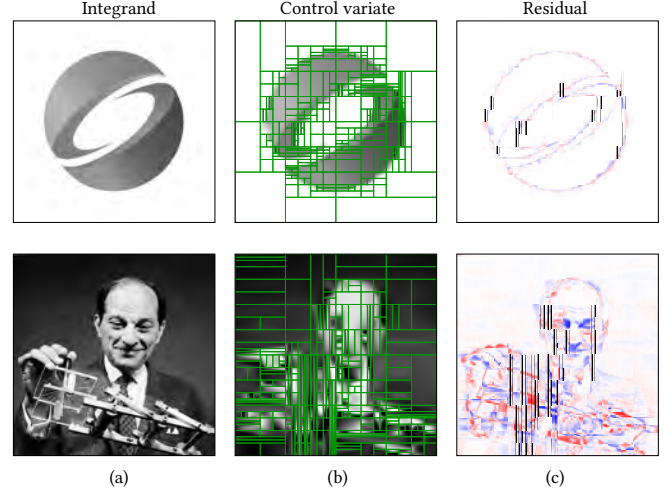 Integrand Control variate Residual
(a) (b) (c)